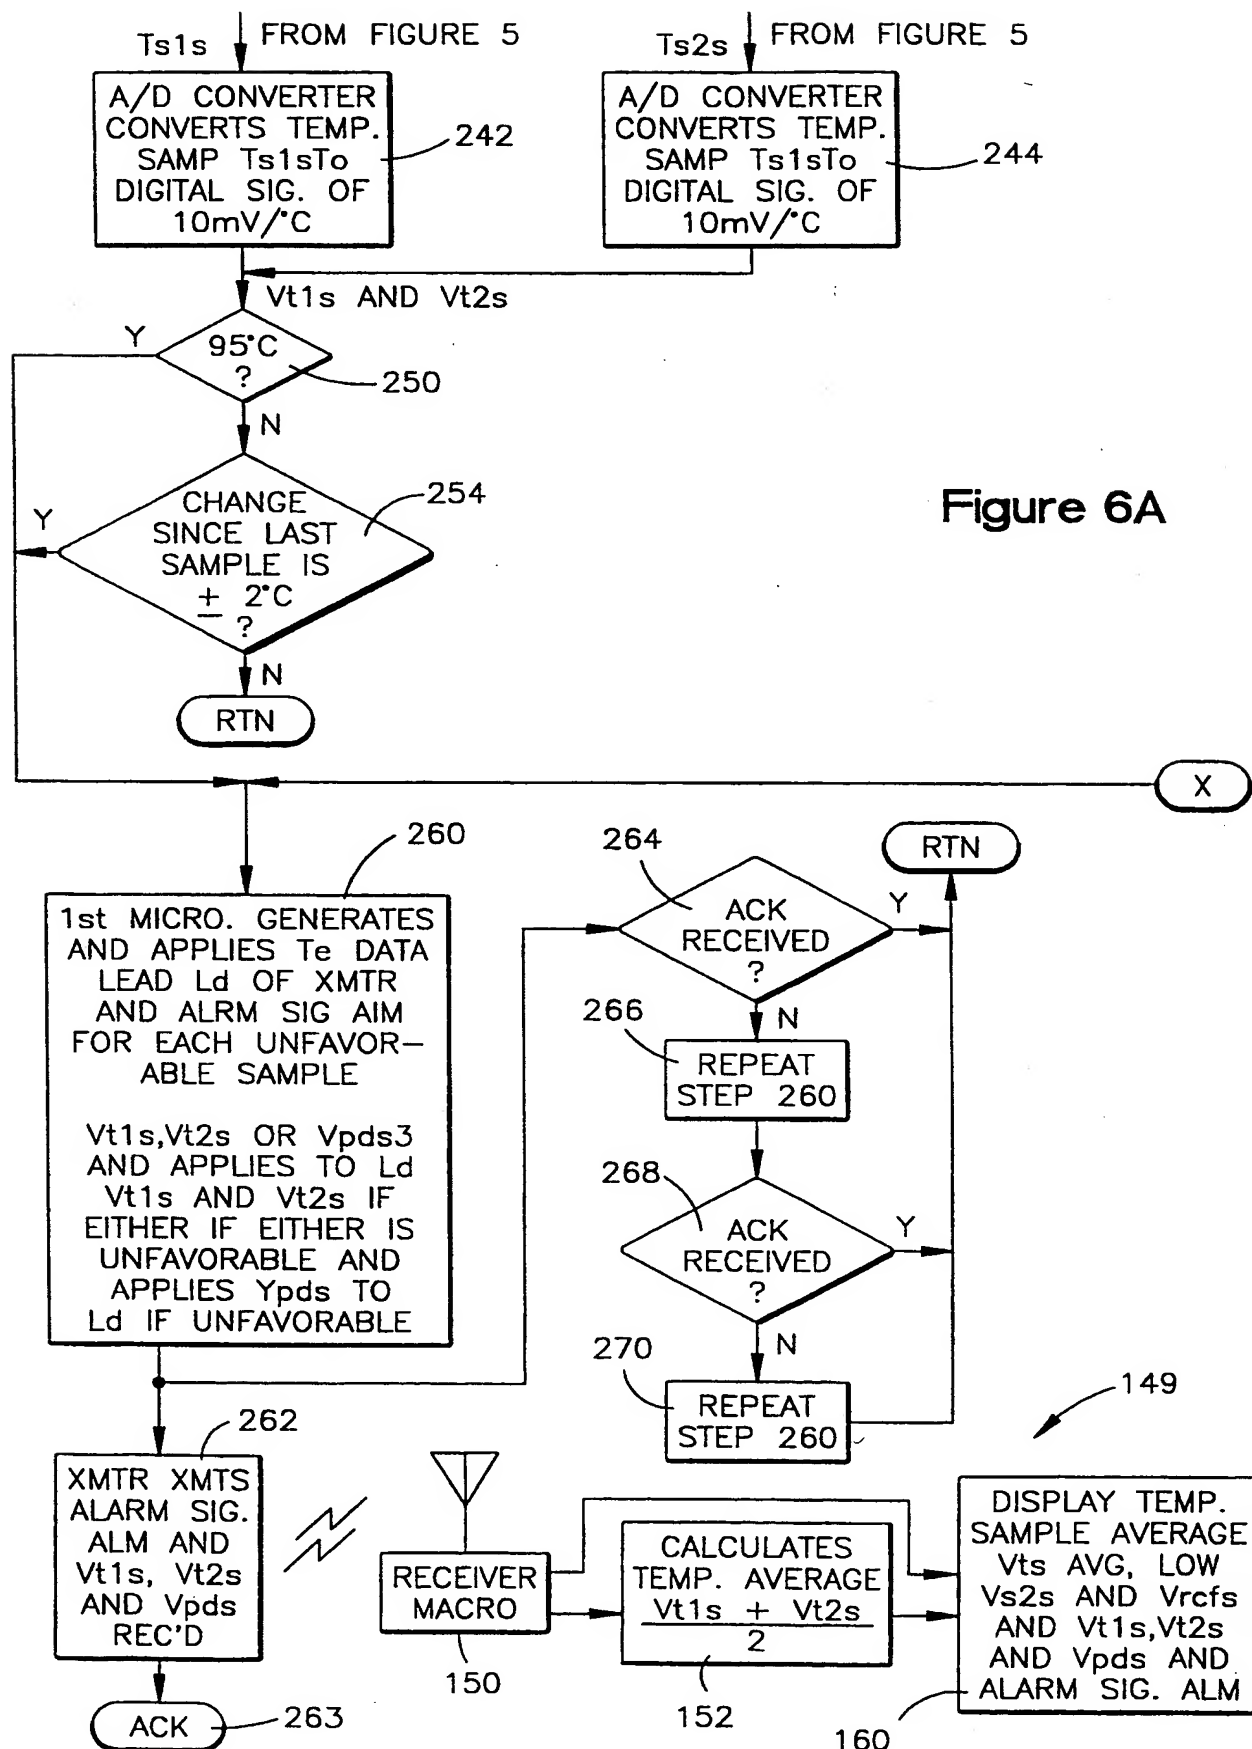 Ts1s
FROM FIGURE 5
Ts2s
FROM FIGURE 5
A/D CONVERTER
CONVERTS TEMP.
SAMP Ts1sTo
DIGITAL SIG. OF
10mV/°C
242
A/D CONVERTER
CONVERTS TEMP.
SAMP Ts1sTo
DIGITAL SIG. OF
10mV/°C
244
Vt1s AND Vt2s
Y
95°C
?
250
N
Y
CHANGE
SINCE LAST
SAMPLE IS
± 2°C
?
254
N
RTN
Figure 6A
X
260
1st MICRO. GENERATES
AND APPLIES Te DATA
LEAD Ld OF XMTR
AND ALRM SIG AIM
FOR EACH UNFAVOR–
ABLE SAMPLE
Vt1s,Vt2s OR Vpds3
AND APPLIES TO Ld
Vt1s AND Vt2s IF
EITHER IF EITHER IS
UNFAVORABLE AND
APPLIES Ypds TO
Ld IF UNFAVORABLE
264
ACK
RECEIVED
?
Y
RTN
N
266
REPEAT
STEP 260
268
ACK
RECEIVED
?
Y
N
270
REPEAT
STEP 260
149
262
XMTR XMTS
ALARM SIG.
ALM AND
Vt1s, Vt2s
AND Vpds
REC'D
ACK
263
RECEIVER
MACRO
150
CALCULATES
TEMP. AVERAGE
Vt1s + Vt2s
2
152
DISPLAY TEMP.
SAMPLE AVERAGE
Vts AVG, LOW
Vs2s AND Vrcfs
AND Vt1s,Vt2s
AND Vpds AND
ALARM SIG. ALM
160